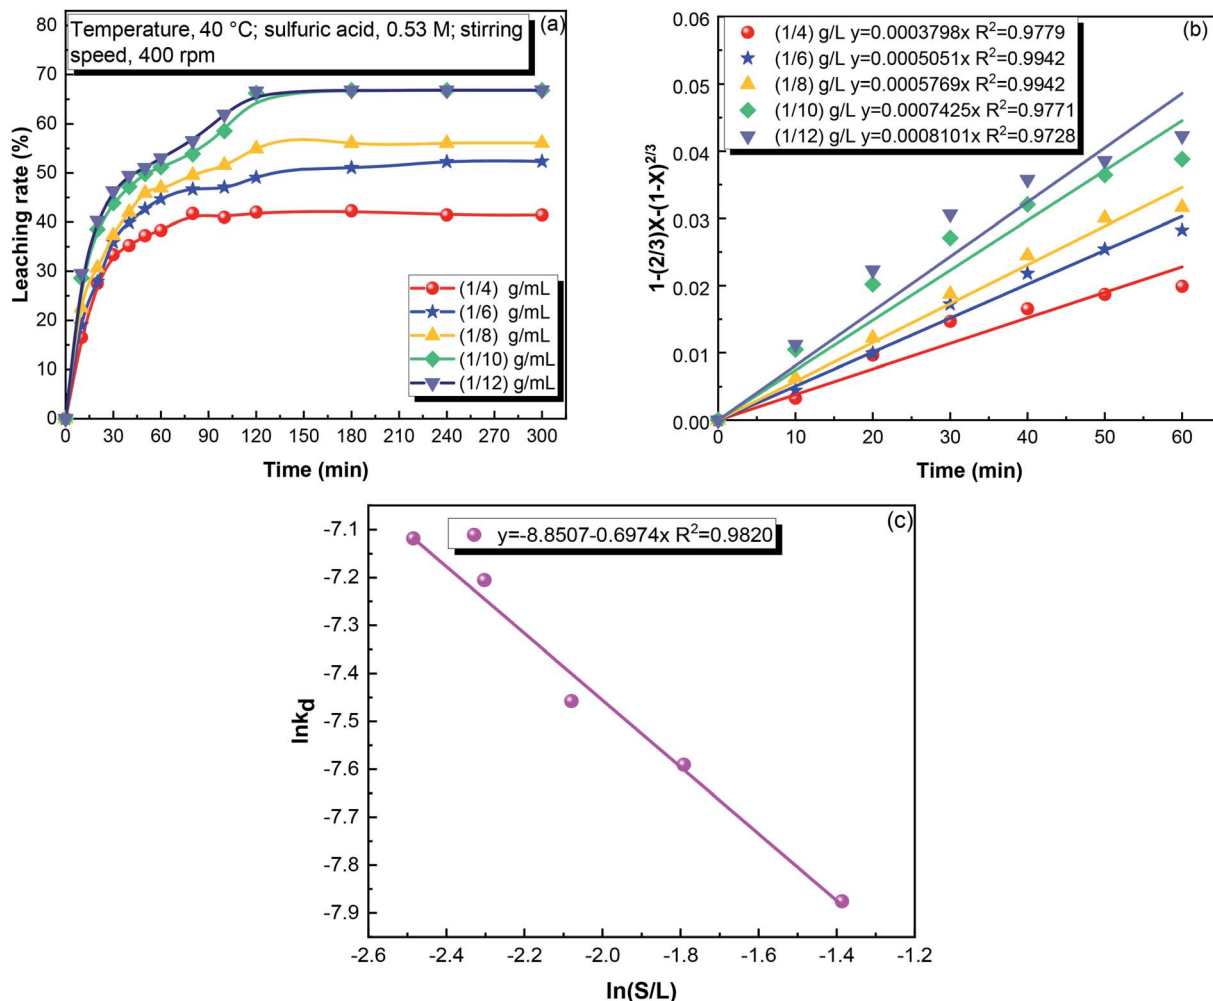 (a)
Temperature, 40 °C; sulfuric acid, 0.53 M; stirring
speed, 400 rpm
80
70
60
50
40
30
20
10
0
Leaching rate (%)
(1/4) g/mL
(1/6) g/mL
(1/8) g/mL
(1/10) g/mL
(1/12) g/mL
0 30 60 90 120 150 180 210 240 270 300
Time (min)
(b)
0.06
0.05
0.04
0.03
0.02
0.01
0.00
1-(2/3)X-(1-X)^2/3
(1/4) g/L y=0.0003798x R²=0.9779
(1/6) g/L y=0.0005051x R²=0.9942
(1/8) g/L y=0.0005769x R²=0.9942
(1/10) g/L y=0.0007425x R²=0.9771
(1/12) g/L y=0.0008101x R²=0.9728
0 10 20 30 40 50 60
Time (min)
(c)
y=-8.8507-0.6974x R²=0.9820
-7.1
-7.2
-7.3
-7.4
-7.5
-7.6
-7.7
-7.8
-7.9
lnk_d
-2.6 -2.4 -2.2 -2.0 -1.8 -1.6 -1.4 -1.2
ln(S/L)